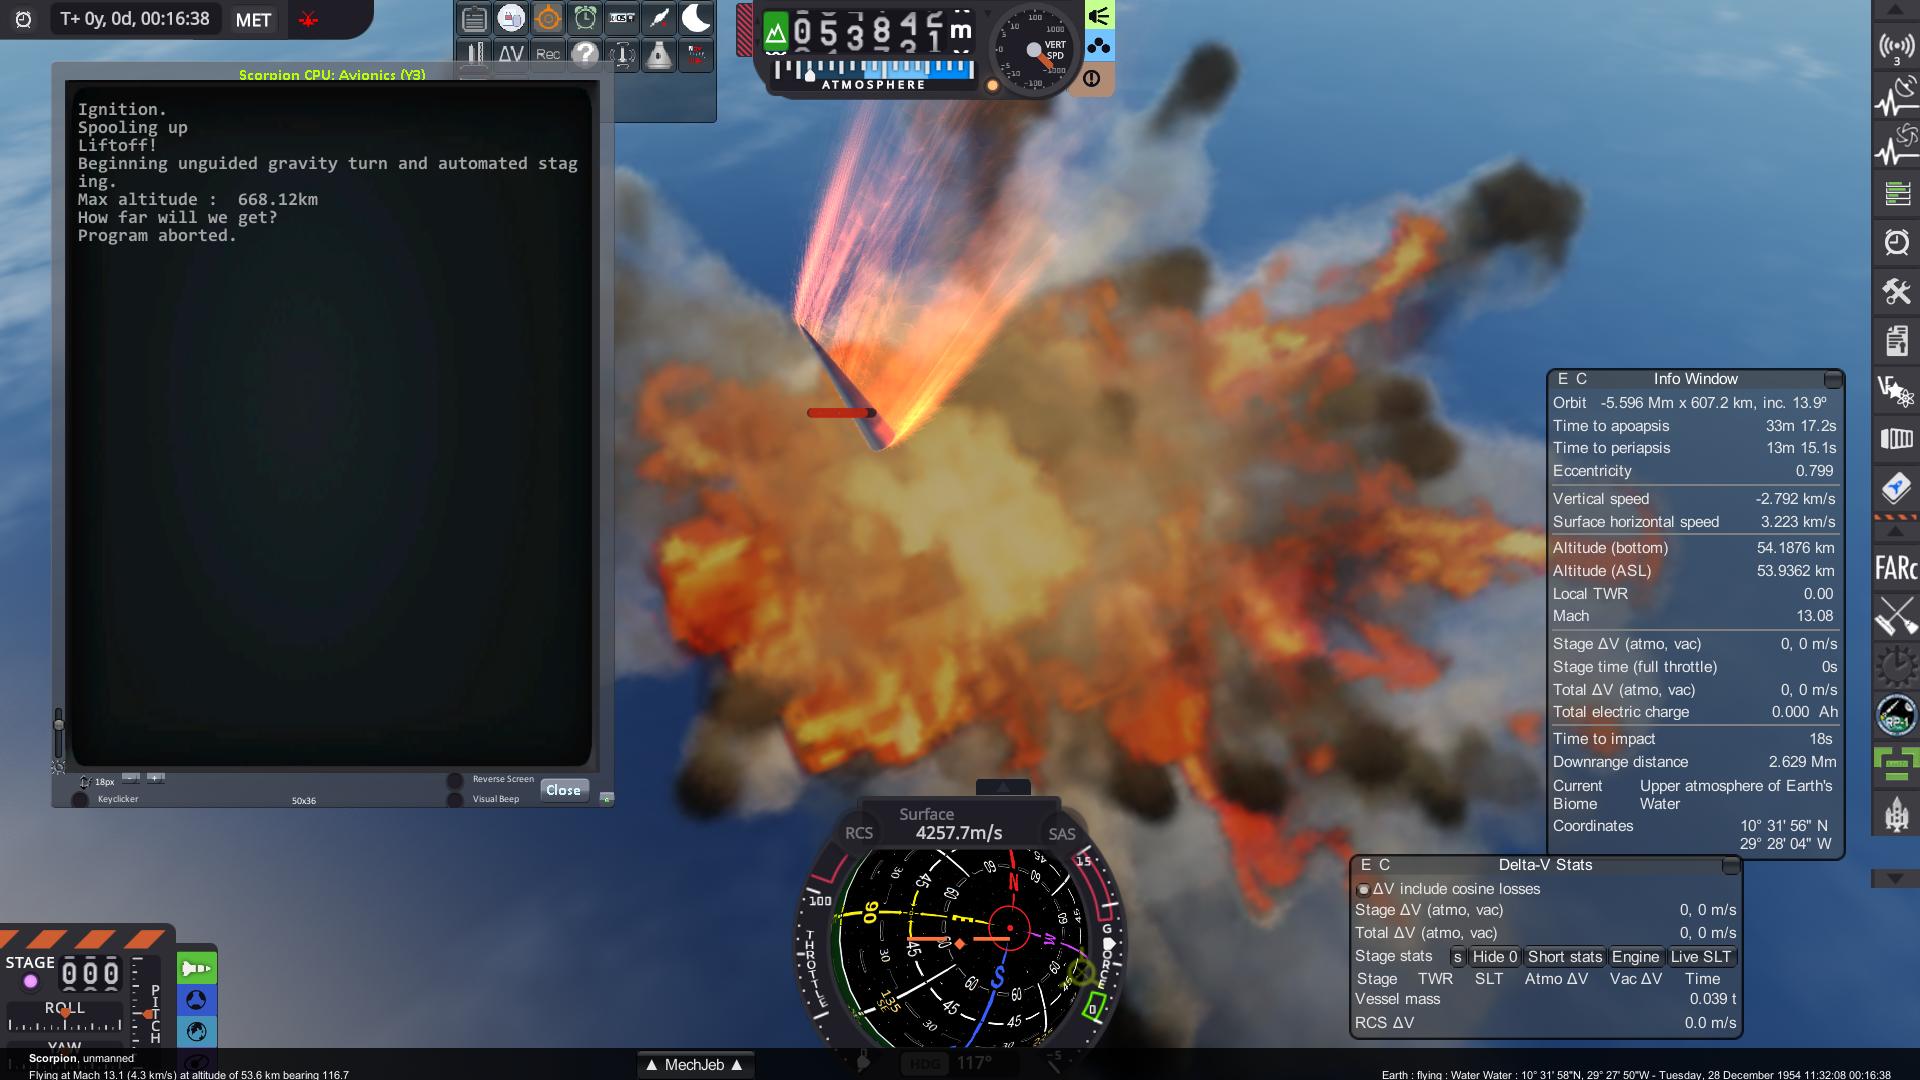 T+ 0y, 0d, 00:16:38 MET
Scorpion CPU: Avionics (Y3)
Ignition.
Spooling up
Liftoff!
Beginning unguided gravity turn and automated stag
ing.
Max altitude :  668.12km
How far will we get?
Program aborted.
18px
Keyclicker
50x36
Reverse Screen
Visual Beep
Close
ΔV Rec ?
m
ATMOSPHERE
VERT
SPD
3
FARc
E C Info Window
Orbit -5.596 Mm x 607.2 km, inc. 13.9º
Time to apoapsis 33m 17.2s
Time to periapsis 13m 15.1s
Eccentricity 0.799
Vertical speed -2.792 km/s
Surface horizontal speed 3.223 km/s
Altitude (bottom) 54.1876 km
Altitude (ASL) 53.9362 km
Local TWR 0.00
Mach 13.08
Stage ΔV (atmo, vac) 0, 0 m/s
Stage time (full throttle) 0s
Total ΔV (atmo, vac) 0, 0 m/s
Total electric charge 0.000 Ah
Time to impact 18s
Downrange distance 2.629 Mm
Current Biome Upper atmosphere of Earth's Water
Coordinates 10° 31' 56" N
29° 28' 04" W
E C Delta-V Stats
ΔV include cosine losses
Stage ΔV (atmo, vac) 0, 0 m/s
Total ΔV (atmo, vac) 0, 0 m/s
Stage stats s Hide 0 Short stats Engine Live SLT
Stage TWR SLT Atmo ΔV Vac ΔV Time
Vessel mass 0.039 t
RCS ΔV 0.0 m/s
Surface
RCS 4257.7m/s SAS
THROTTLE
G FORCE
HDG 117°
STAGE 000
ROLL
PITCH
YAW
▲ MechJeb ▲
Scorpion, unmanned
Flying at Mach 13.1 (4.3 km/s) at altitude of 53.6 km bearing 116.7
Earth : flying : Water Water : 10° 31' 58"N, 29° 27' 50"W - Tuesday, 28 December 1954 11:32:08 00:16:38